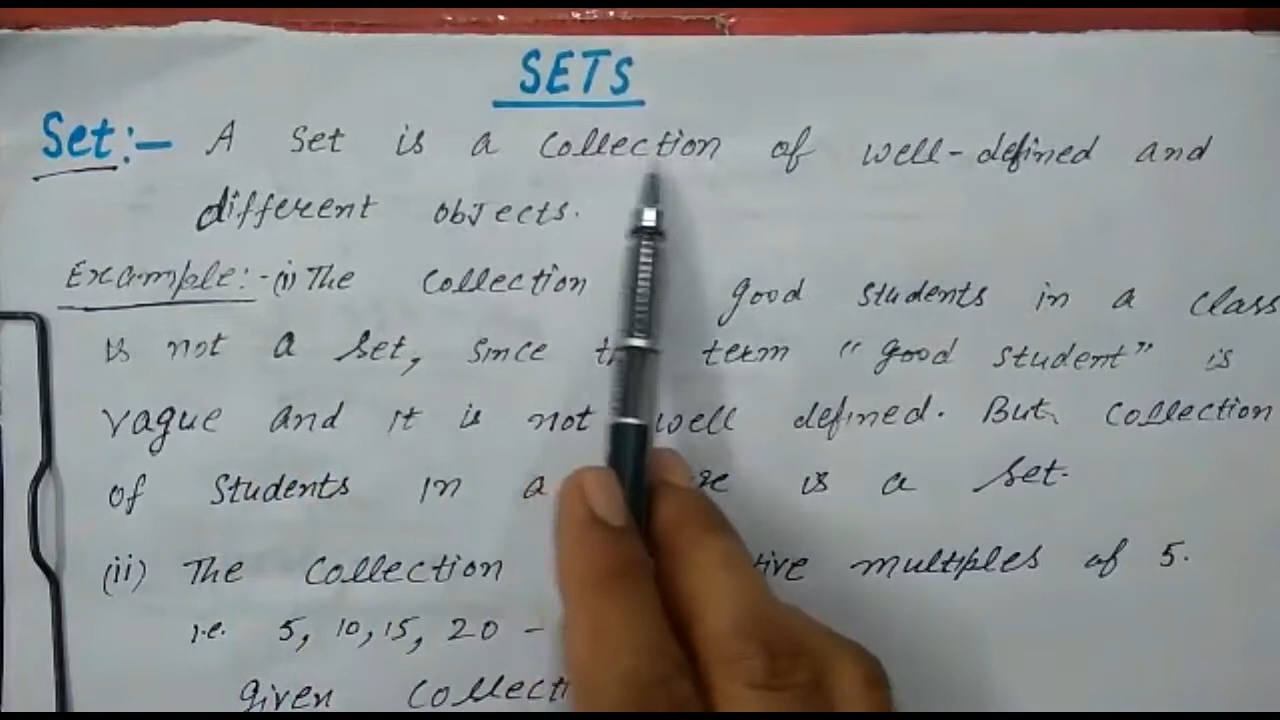 SETS
Set:- A set is a collection of well-defined and
different objects.
Example:- (i) The collection good students in a class
is not a set, since term "good student" is
vague and it is not well defined. But collection
of students in a is a set.
(ii) The collection multiples of 5.
i.e. 5, 10, 15, 20 -
given